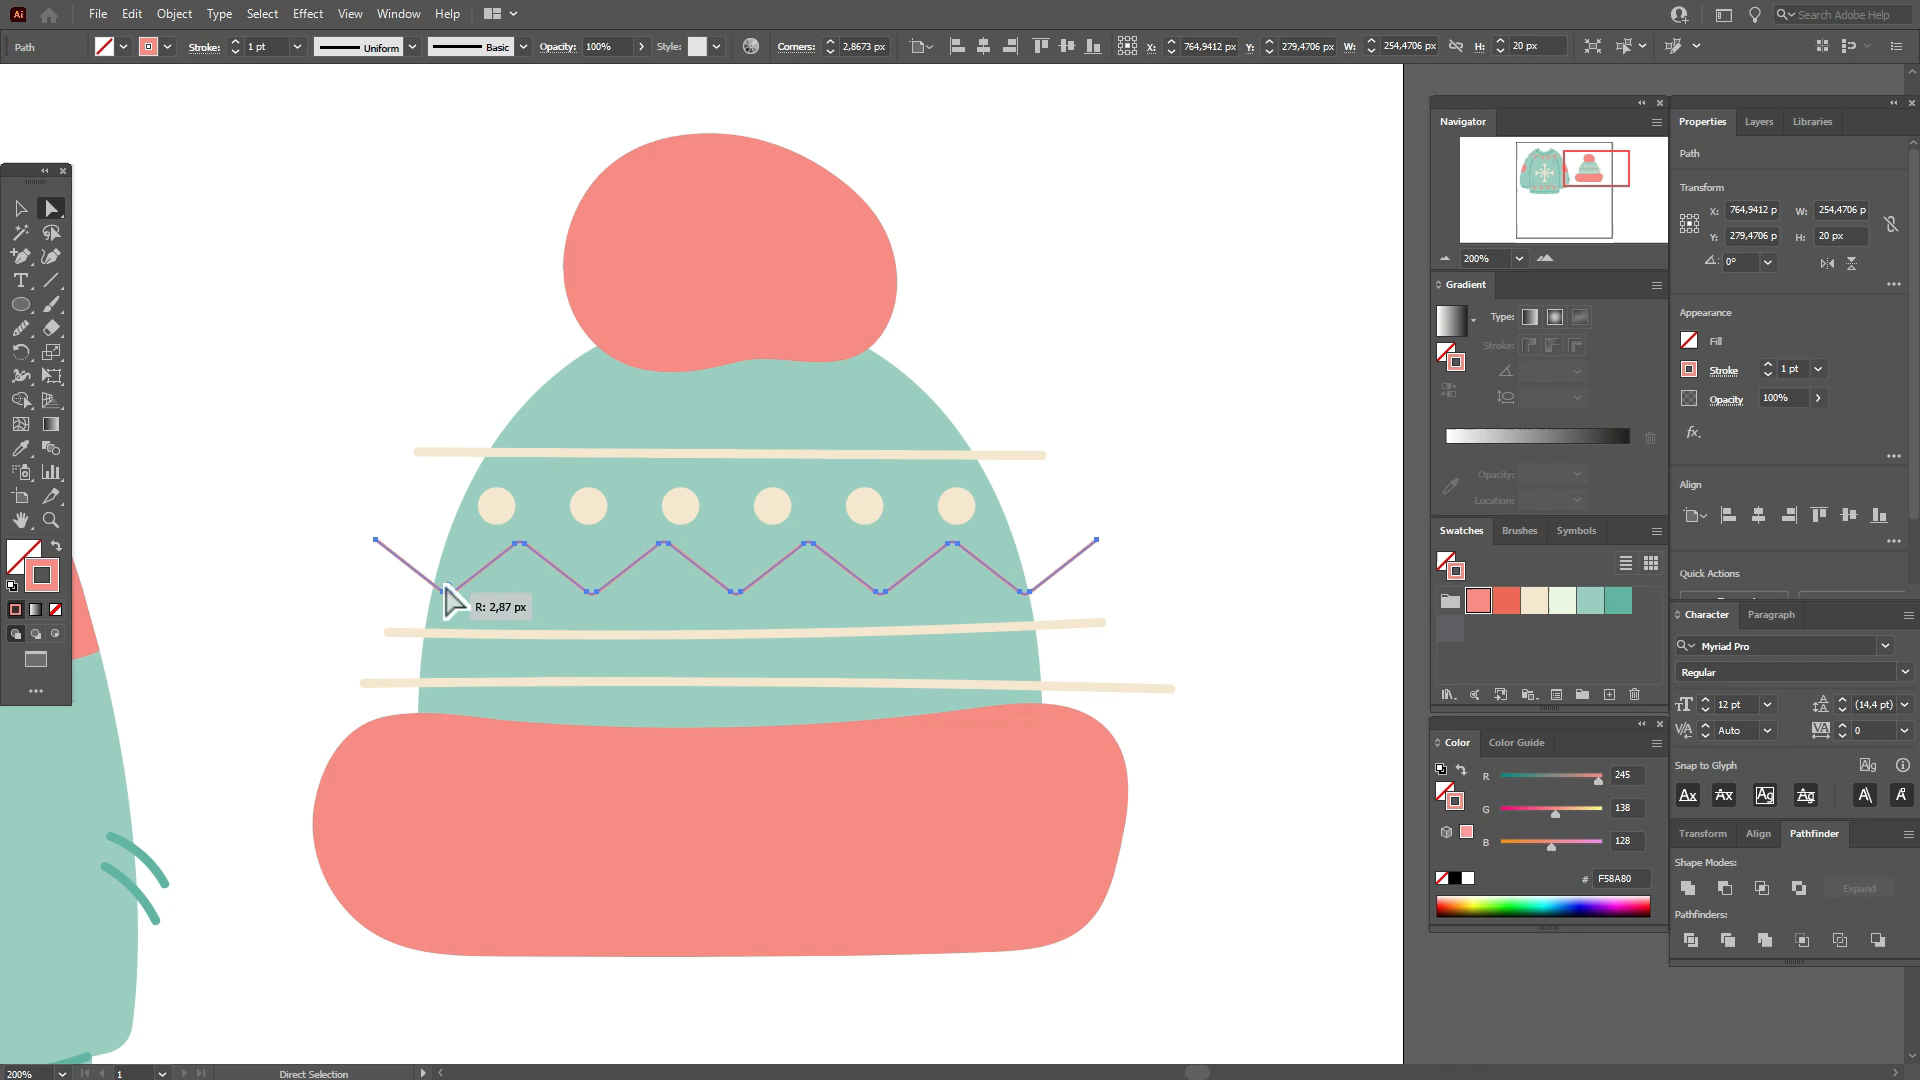 Ai File Edit Object Type Select Effect View Window Help Search Adobe Help
Path Stroke: 1 pt Uniform Basic Opacity: 100% Style: Corners: 2,8673 px X: 764,9412 px Y: 279,4706 px W: 254,4706 px H: 20 px
Navigator
200%
Gradient
Type:
Stroke:
Opacity:
Location:
Swatches Brushes Symbols
Color Color Guide
R 245
G 138
B 128
# F58A80
Properties Layers Libraries
Path
Transform
X: 764,9412 p W: 254,4706 p
Y: 279,4706 p H: 20 px
0°
Appearance
Fill
Stroke 1 pt
Opacity 100%
fx.
Align
Quick Actions
Character Paragraph
Myriad Pro
Regular
12 pt (14,4 pt)
Auto 0
Snap to Glyph
Transform Align Pathfinder
Shape Modes:
Expand
Pathfinders:
R: 2,87 px
200% 1 Direct Selection